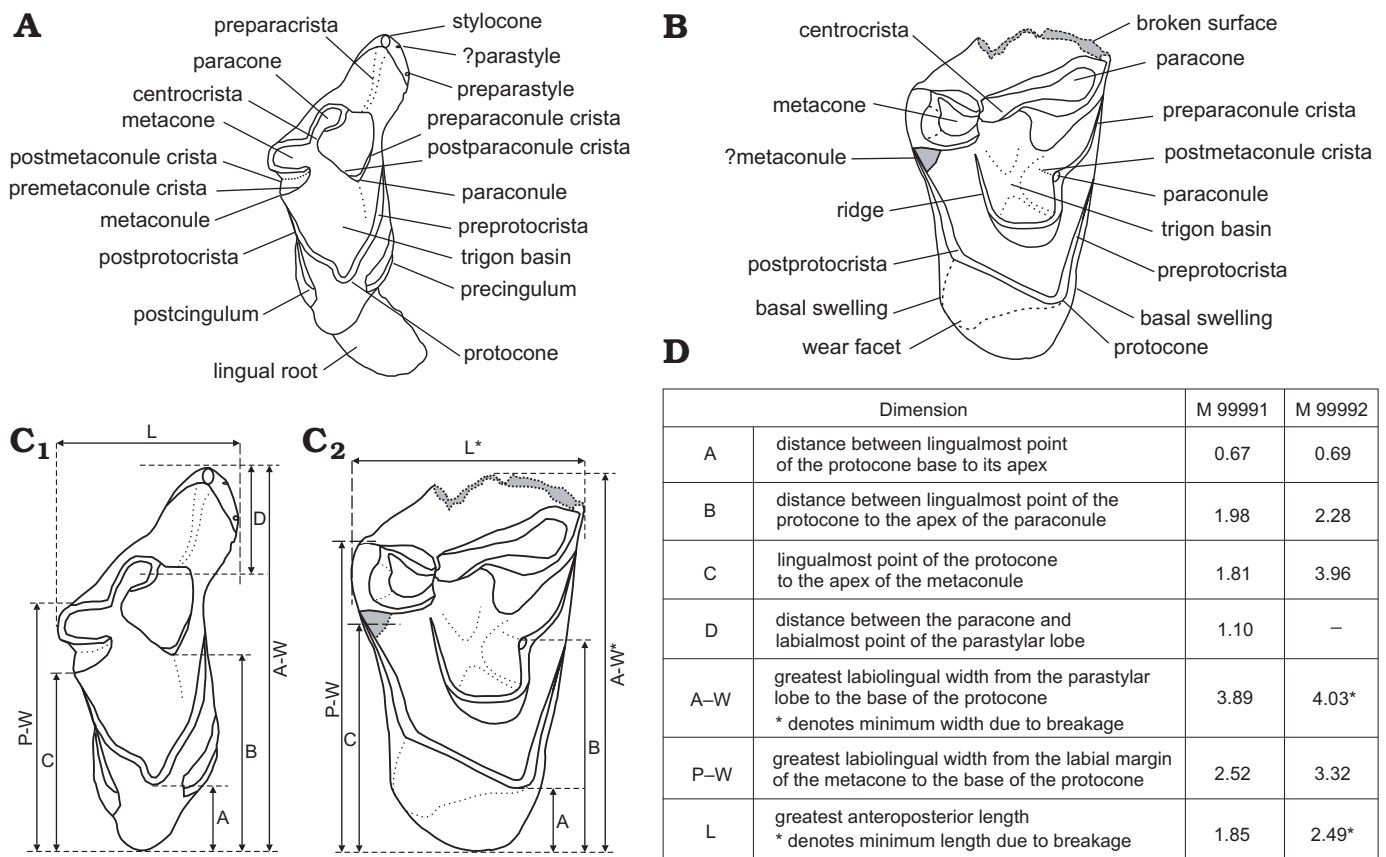 A
preparacrista
paracone
centrocrista
metacone
postmetaconule crista
premetaconule crista
metaconule
postprotocrista
postcingulum
lingual root
stylocone
?parastyle
preparastyle
preparaconule crista
postparaconule crista
paraconule
preprotocrista
trigon basin
precingulum
protocone
B
centrocrista
metacone
?metaconule
ridge
postprotocrista
basal swelling
wear facet
broken surface
paracone
preparaconule crista
postmetaconule crista
paraconule
trigon basin
preprotocrista
basal swelling
protocone
C1
L
D
P-W
C
A-W
B
A
C2
L*
P-W
C
A-W*
B
A
D
Dimension M 99991 M 99992
A distance between lingualmost point
of the protocone base to its apex 0.67 0.69
B distance between lingualmost point of the
protocone to the apex of the paraconule 1.98 2.28
C lingualmost point of the protocone
to the apex of the metaconule 1.81 3.96
D distance between the paracone and
labialmost point of the parastylar lobe 1.10 –
A–W greatest labiolingual width from the parastylar
lobe to the base of the protocone 3.89 4.03*
* denotes minimum width due to breakage
P–W greatest labiolingual width from the labial margin
of the metacone to the base of the protocone 2.52 3.32
L greatest anteroposterior length 1.85 2.49*
* denotes minimum length due to breakage